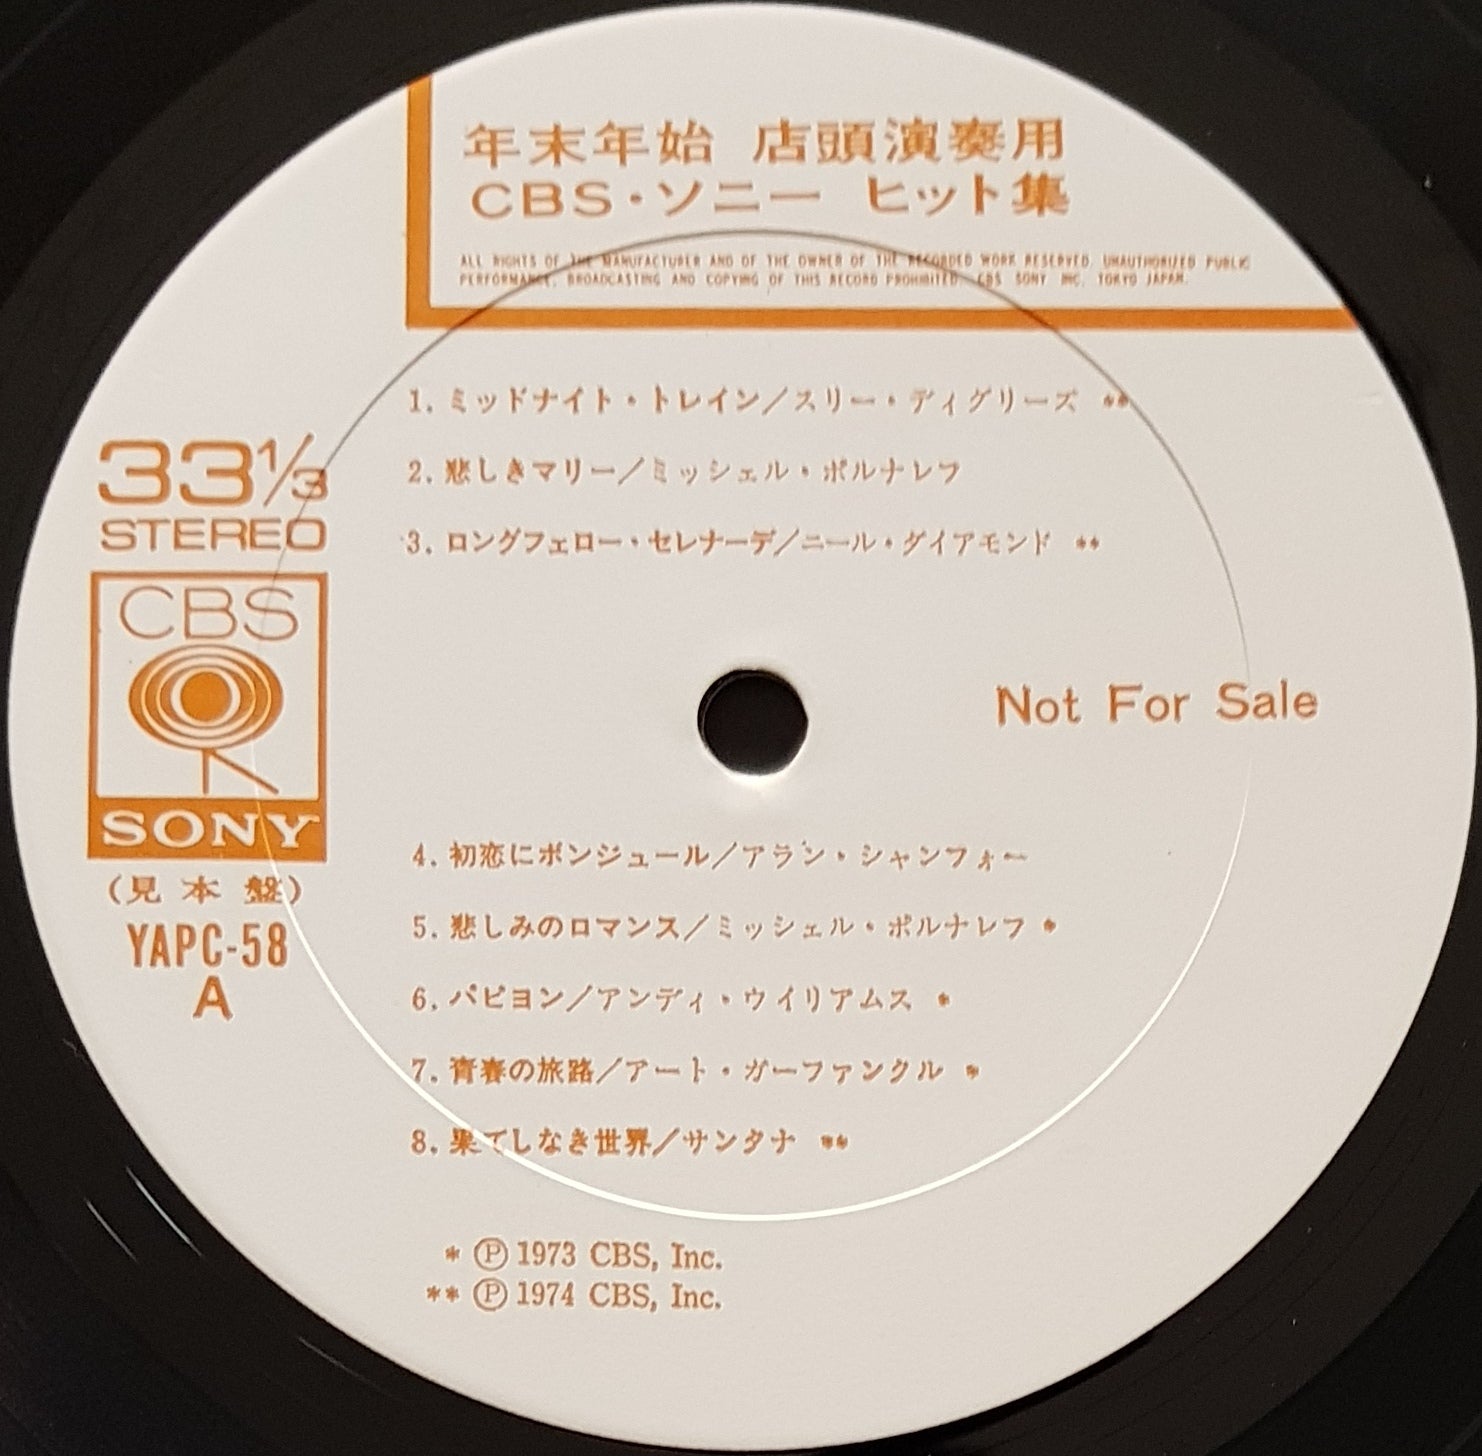 年末年始 店頭演奏用
CBS・ソニー ヒット集
ALL RIGHTS OF THE MANUFACTURER AND OF THE OWNER OF THE RECORDED WORK RESERVED. UNAUTHORIZED PUBLIC
PERFORMANCE, BROADCASTING AND COPYING OF THIS RECORD PROHIBITED. CBS SONY INC. TOKYO JAPAN.
1. ミッドナイト・トレイン／スリー・ディグリーズ **
2. 悲しきマリー／ミッシェル・ポルナレフ
3. ロングフェロー・セレナーデ／ニール・ダイアモンド **
33⅓
STEREO
CBS
SONY
(見本盤)
YAPC-58
A
Not For Sale
4. 初恋にボンジュール／アラン・シャンフォー
5. 悲しみのロマンス／ミッシェル・ポルナレフ *
6. パピヨン／アンディ・ウイリアムス *
7. 青春の旅路／アート・ガーファンクル *
8. 果てしなき世界／サンタナ **
* Ⓟ 1973 CBS, Inc.
** Ⓟ 1974 CBS, Inc.